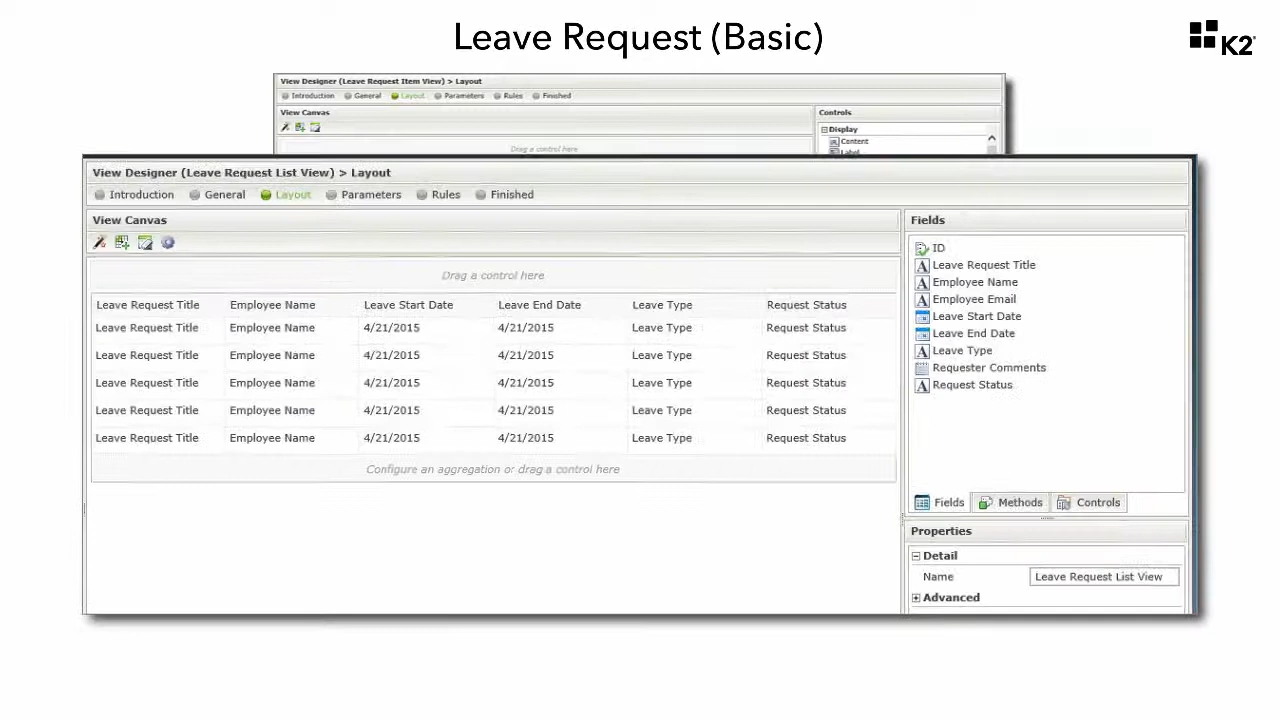 Leave Request (Basic)
K2
View Designer (Leave Request Item View) > Layout
Introduction General Layout Parameters Rules Finished
View Canvas Controls
Display
Content
Drag a control here
Label
View Designer (Leave Request List View) > Layout
Introduction General Layout Parameters Rules Finished
View Canvas
Drag a control here
Leave Request Title Employee Name Leave Start Date Leave End Date Leave Type Request Status
Leave Request Title Employee Name 4/21/2015 4/21/2015 Leave Type Request Status
Leave Request Title Employee Name 4/21/2015 4/21/2015 Leave Type Request Status
Leave Request Title Employee Name 4/21/2015 4/21/2015 Leave Type Request Status
Leave Request Title Employee Name 4/21/2015 4/21/2015 Leave Type Request Status
Leave Request Title Employee Name 4/21/2015 4/21/2015 Leave Type Request Status
Configure an aggregation or drag a control here
Fields
ID
Leave Request Title
Employee Name
Employee Email
Leave Start Date
Leave End Date
Leave Type
Requester Comments
Request Status
Fields Methods Controls
Properties
Detail
Name Leave Request List View
Advanced